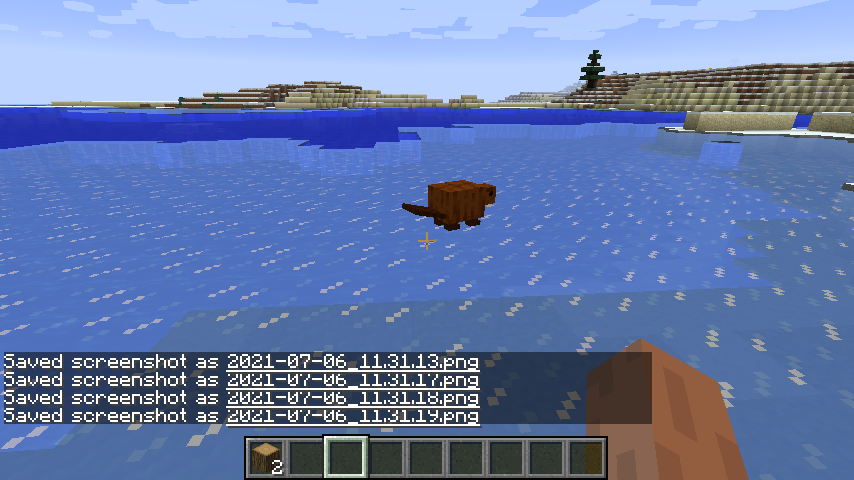 Saved screenshot as 2021-07-06_11.31.13.png
Saved screenshot as 2021-07-06_11.31.17.png
Saved screenshot as 2021-07-06_11.31.18.png
Saved screenshot as 2021-07-06_11.31.19.png
2